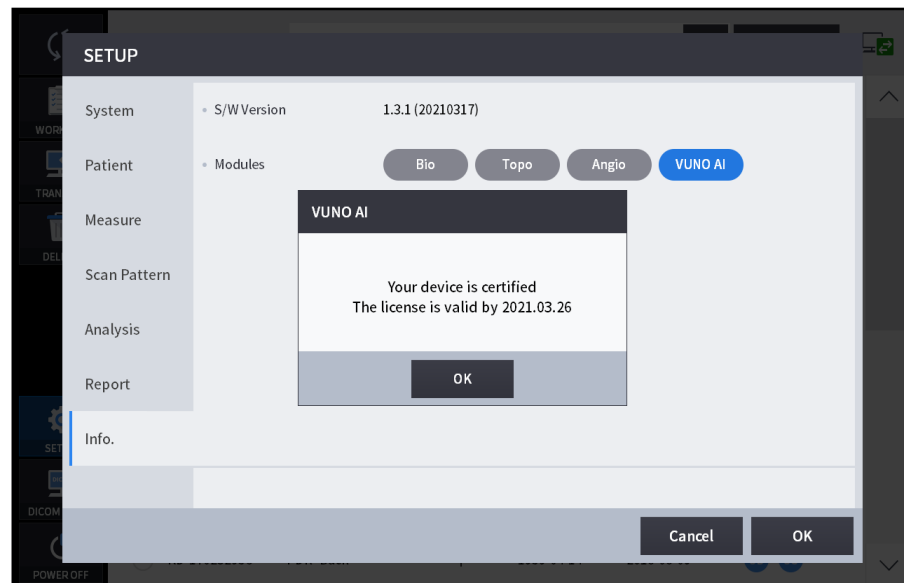 SETUP
System
Patient
Measure
Scan Pattern
Analysis
Report
Info.
S/W Version 1.3.1 (20210317)
Modules Bio Topo Angio VUNO AI
VUNO AI
Your device is certified
The license is valid by 2021.03.26
OK
Cancel OK
DICOM
POWER OFF